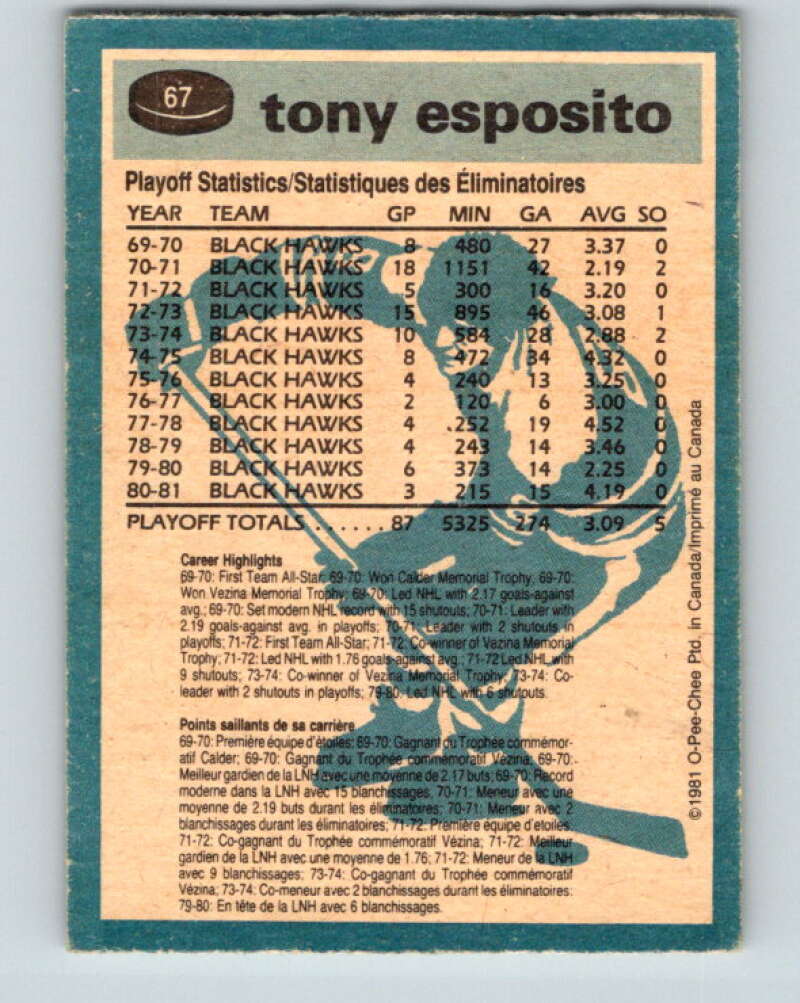 67
tony esposito
Playoff Statistics/Statistiques des Éliminatoires
YEAR TEAM GP MIN GA AVG SO
69-70 BLACK HAWKS 8 480 27 3.37 0
70-71 BLACK HAWKS 18 1151 42 2.19 2
71-72 BLACK HAWKS 5 300 16 3.20 0
72-73 BLACK HAWKS 15 895 46 3.08 1
73-74 BLACK HAWKS 10 584 28 2.88 2
74-75 BLACK HAWKS 8 472 34 4.32 0
75-76 BLACK HAWKS 4 240 13 3.25 0
76-77 BLACK HAWKS 2 120 6 3.00 0
77-78 BLACK HAWKS 4 252 19 4.52 0
78-79 BLACK HAWKS 4 243 14 3.46 0
79-80 BLACK HAWKS 6 373 14 2.25 0
80-81 BLACK HAWKS 3 215 15 4.19 0
PLAYOFF TOTALS ...... 87 5325 274 3.09 5
Career Highlights
69-70: First Team All-Star; 69-70: Won Calder Memorial Trophy; 69-70:
Won Vezina Memorial Trophy; 69-70: Led NHL with 2.17 goals-against
avg.; 69-70: Set modern NHL record with 15 shutouts; 70-71: Leader with
2.19 goals-against avg. in playoffs; 70-71: Leader with 2 shutouts in
playoffs; 71-72: First Team All-Star; 71-72: Co-winner of Vezina Memorial
Trophy; 71-72: Led NHL with 1.76 goals-against avg.; 71-72 Led NHL with
9 shutouts; 73-74: Co-winner of Vezina Memorial Trophy; 73-74: Co-
leader with 2 shutouts in playoffs; 79-80: Led NHL with 6 shutouts.
Points saillants de sa carrière
69-70: Première équipe d'étoiles; 69-70: Gagnant du Trophée commémor-
atif Calder; 69-70: Gagnant du Trophée commémoratif Vézina; 69-70:
Meilleur gardien de la LNH avec une moyenne de 2.17 buts; 69-70: Record
moderne dans la LNH avec 15 blanchissages; 70-71: Meneur avec une
moyenne de 2.19 buts durant les éliminatoires; 70-71: Meneur avec 2
blanchissages durant les éliminatoires; 71-72: Première équipe d'étoiles;
71-72: Co-gagnant du Trophée commémoratif Vézina; 71-72: Meilleur
gardien de la LNH avec une moyenne de 1.76; 71-72: Meneur de la LNH
avec 9 blanchissages; 73-74: Co-gagnant du Trophée commémoratif
Vézina; 73-74: Co-meneur avec 2 blanchissages durant les éliminatoires;
79-80: En tête de la LNH avec 6 blanchissages.
©1981 O-Pee-Chee Ptd. in Canada/Imprimé au Canada